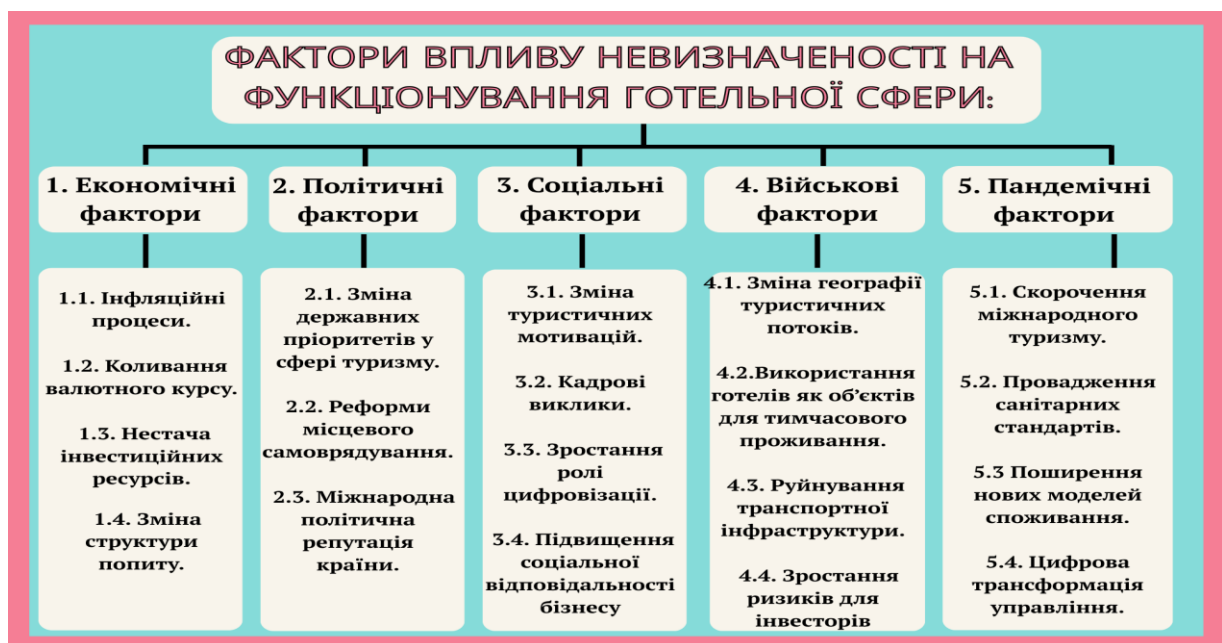 ФАКТОРИ ВПЛИВУ НЕВИЗНАЧЕНОСТІ НА
ФУНКЦІОНУВАННЯ ГОТЕЛЬНОЇ СФЕРИ:
1. Економічні
фактори
1.1. Інфляційні
процеси.
1.2. Коливання
валютного курсу.
1.3. Нестача
інвестиційних
ресурсів.
1.4. Зміна
структури
попиту.
2. Політичні
фактори
2.1. Зміна
державних
пріоритетів у
сфері туризму.
2.2. Реформи
місцевого
самоврядування.
2.3. Міжнародна
політична
репутація
країни.
3. Соціальні
фактори
3.1. Зміна
туристичних
мотивацій.
3.2. Кадрові
виклики.
3.3. Зростання
ролі
цифровізації.
3.4. Підвищення
соціальної
відповідальності
бізнесу
4. Військові
фактори
4.1. Зміна географії
туристичних
потоків.
4.2.Використання
готелів як об’єктів
для тимчасового
проживання.
4.3. Руйнування
транспортної
інфраструктури.
4.4. Зростання
ризиків для
інвесторів
5. Пандемічні
фактори
5.1. Скорочення
міжнародного
туризму.
5.2. Провадження
санітарних
стандартів.
5.3 Поширення
нових моделей
споживання.
5.4. Цифрова
трансформація
управління.